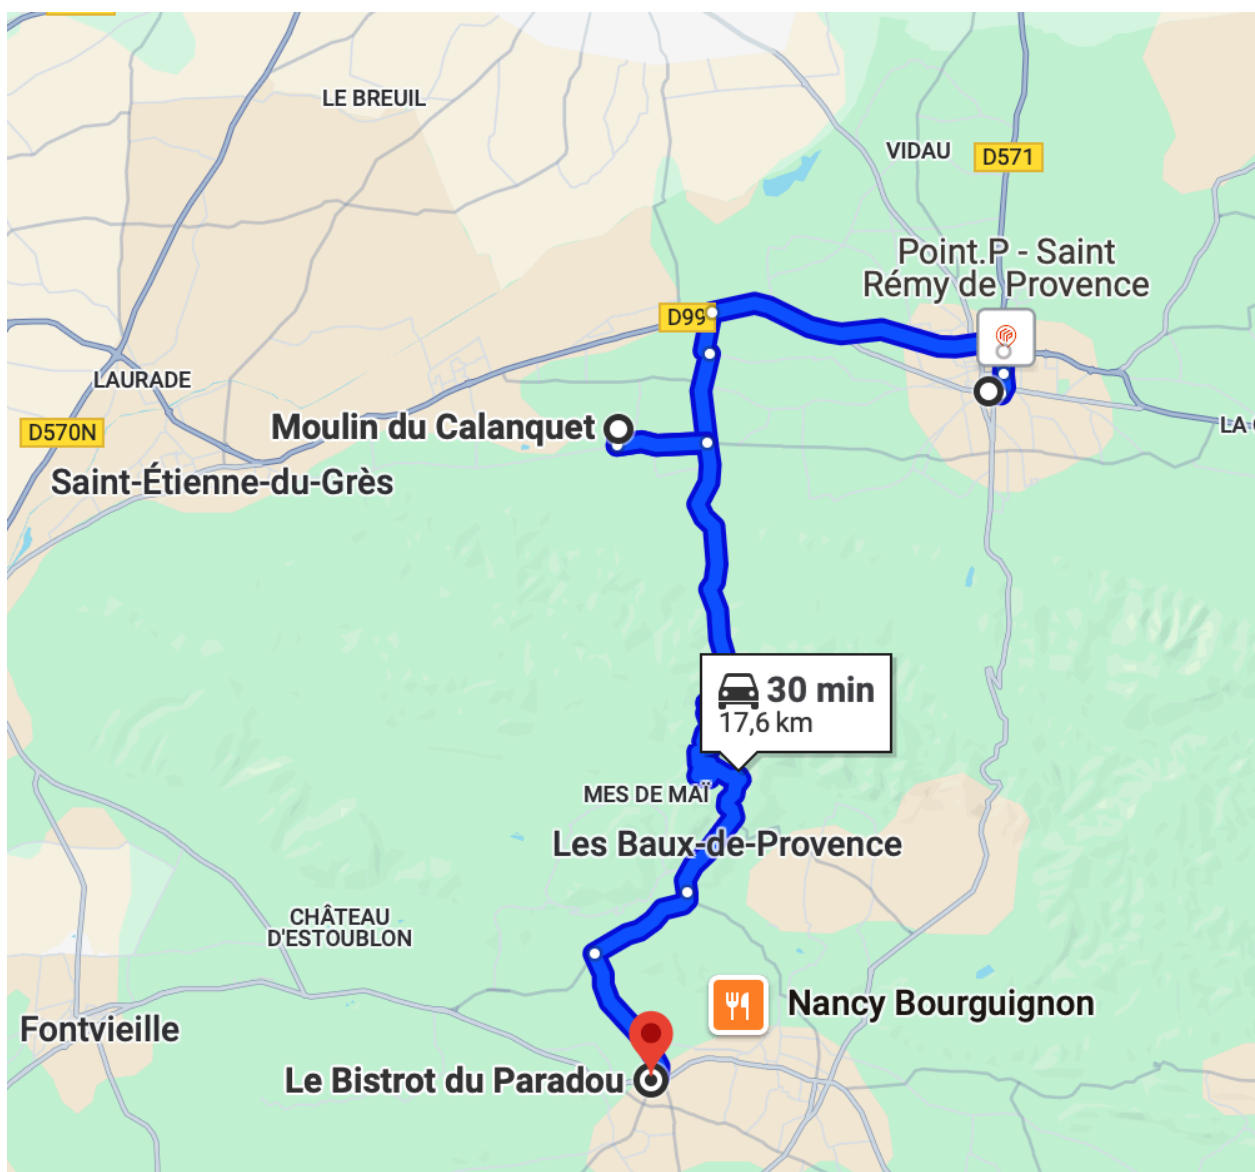 LE BREUIL
VIDAU
D571
Point.P - Saint
Rémy de Provence
D99
LAURADE
Moulin du Calanquet
D570N
LA
Saint-Étienne-du-Grès
30 min
17,6 km
MES DE MAÏ
Les Baux-de-Provence
CHÂTEAU
D'ESTOUBLON
Nancy Bourguignon
Fontvieille
Le Bistrot du Paradou